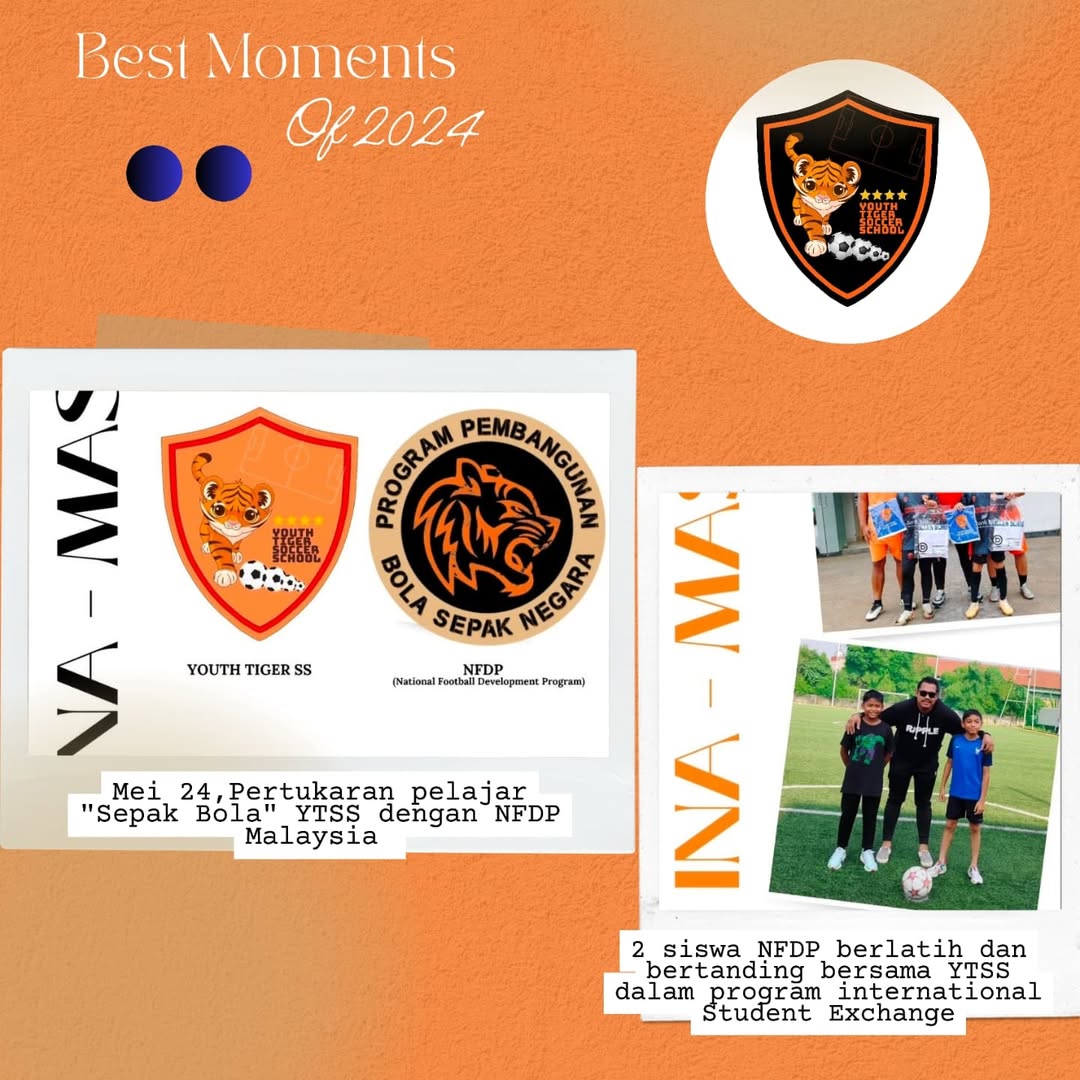 Best Moments
Of 2024
YOUTH
TIGER
SOCCER
SCHOOL
NA - MAS
YOUTH
TIGER
SOCCER
SCHOOL
PROGRAM PEMBANGUNAN
BOLA SEPAK NEGARA
YOUTH TIGER SS
NFDP
(National Football Development Program)
Mei 24,Pertukaran pelajar
"Sepak Bola" YTSS dengan NFDP
Malaysia
INA - MAS
RIPPLE
2 siswa NFDP berlatih dan
bertanding bersama YTSS
dalam program international
Student Exchange